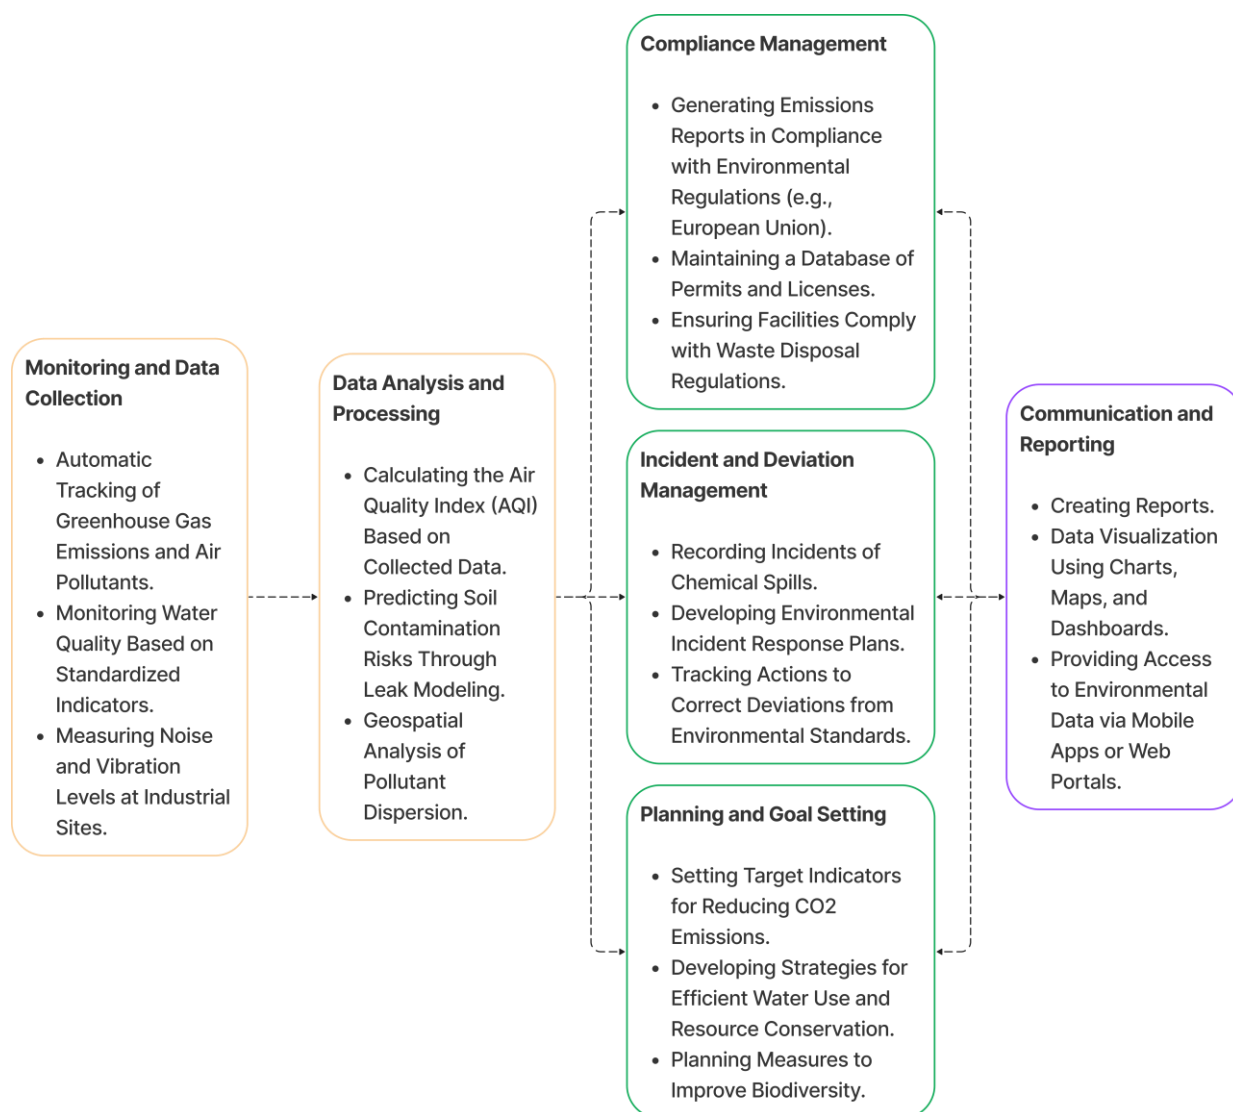 Compliance Management
• Generating Emissions
Reports in Compliance
with Environmental
Regulations (e.g.,
European Union).
• Maintaining a Database of
Permits and Licenses.
• Ensuring Facilities Comply
with Waste Disposal
Regulations.
Monitoring and Data
Collection
• Automatic
Tracking of
Greenhouse Gas
Emissions and Air
Pollutants.
• Monitoring Water
Quality Based on
Standardized
Indicators.
• Measuring Noise
and Vibration
Levels at Industrial
Sites.
Data Analysis and
Processing
• Calculating the Air
Quality Index (AQI)
Based on
Collected Data.
• Predicting Soil
Contamination
Risks Through
Leak Modeling.
• Geospatial
Analysis of
Pollutant
Dispersion.
Incident and Deviation
Management
• Recording Incidents of
Chemical Spills.
• Developing Environmental
Incident Response Plans.
• Tracking Actions to
Correct Deviations from
Environmental Standards.
Communication and
Reporting
• Creating Reports.
• Data Visualization
Using Charts,
Maps, and
Dashboards.
• Providing Access
to Environmental
Data via Mobile
Apps or Web
Portals.
Planning and Goal Setting
• Setting Target Indicators
for Reducing CO2
Emissions.
• Developing Strategies for
Efficient Water Use and
Resource Conservation.
• Planning Measures to
Improve Biodiversity.